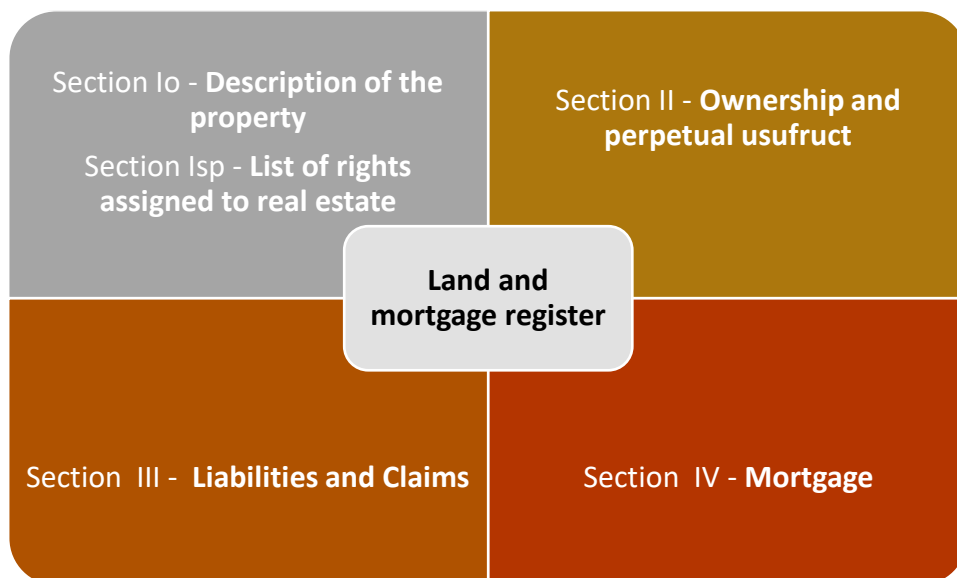 Section Io - Description of the
property
Section Isp - List of rights
assigned to real estate
Section II - Ownership and
perpetual usufruct
Land and
mortgage register
Section III - Liabilities and Claims
Section IV - Mortgage